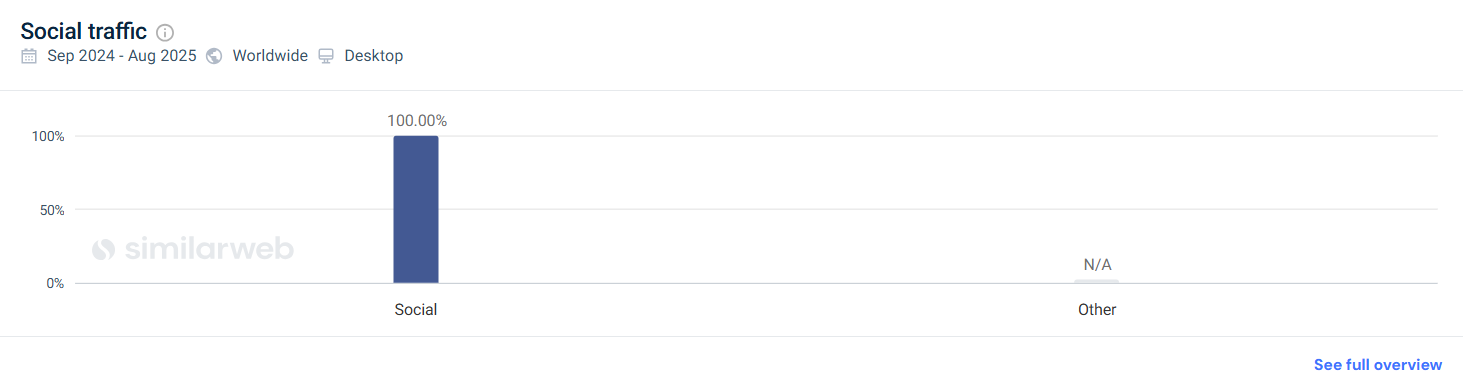 Social traffic
Sep 2024 - Aug 2025 Worldwide Desktop
100.00%
100%
50%
similarweb
N/A
0%
Social Other
See full overview